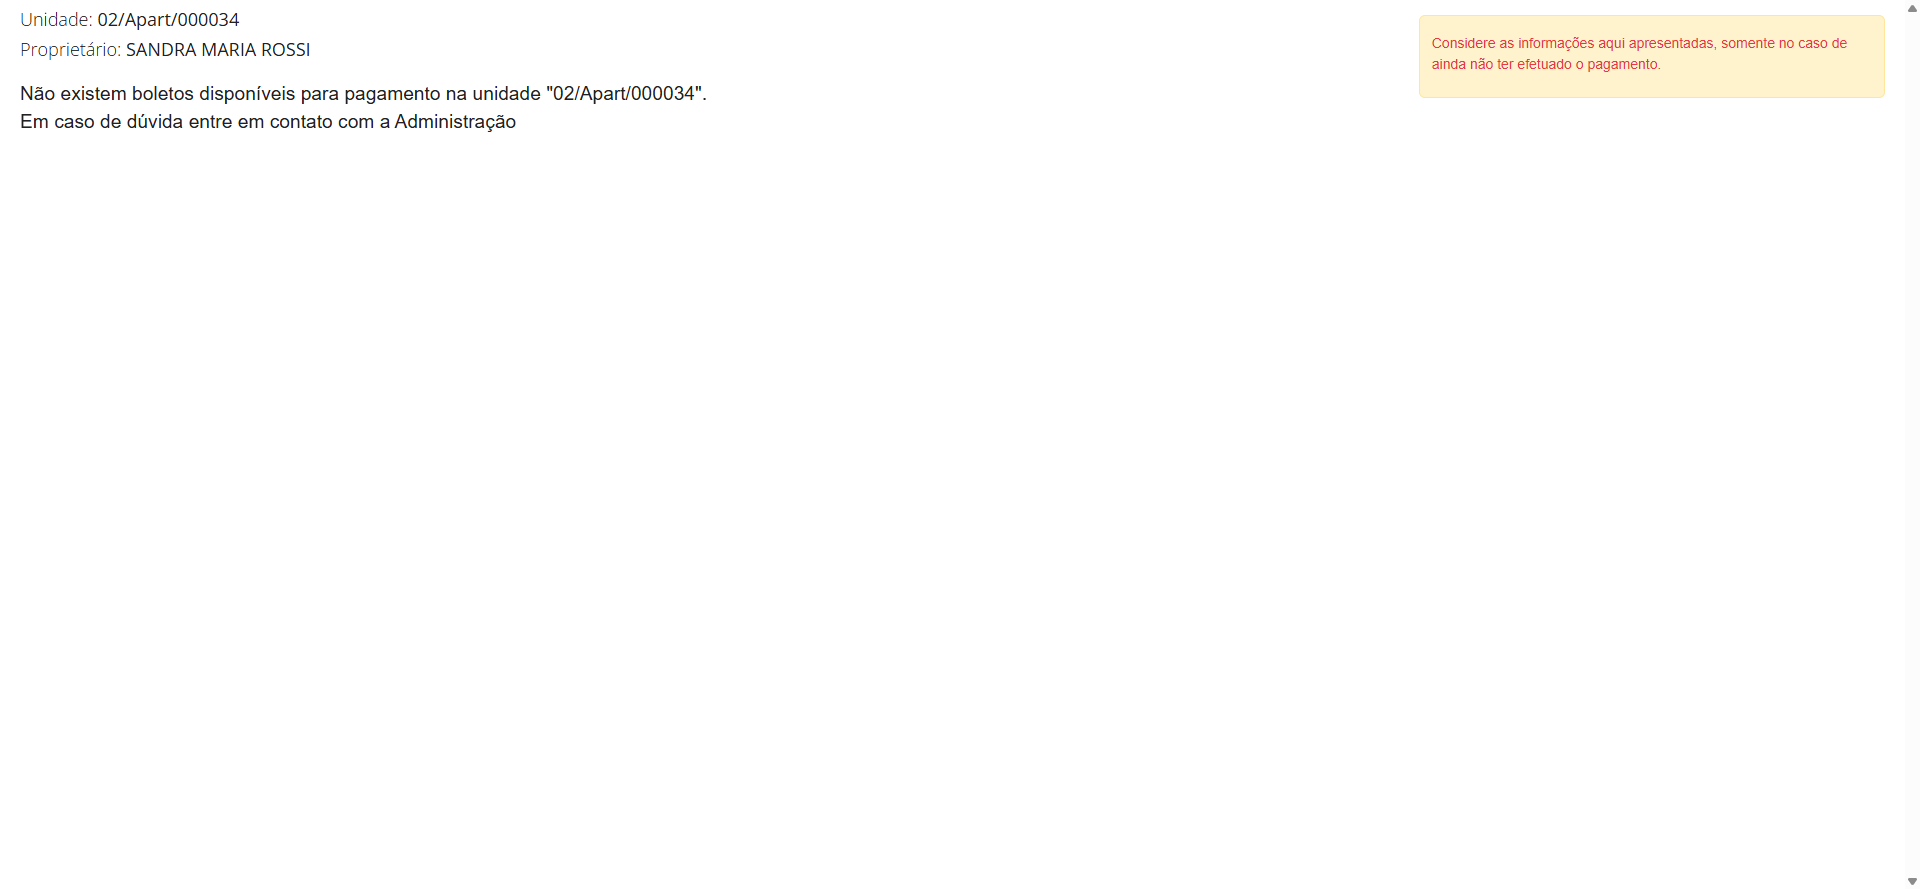 Unidade: 02/Apart/000034
Proprietário: SANDRA MARIA ROSSI
Não existem boletos disponíveis para pagamento na unidade "02/Apart/000034".
Em caso de dúvida entre em contato com a Administração
Considere as informações aqui apresentadas, somente no caso de
ainda não ter efetuado o pagamento.